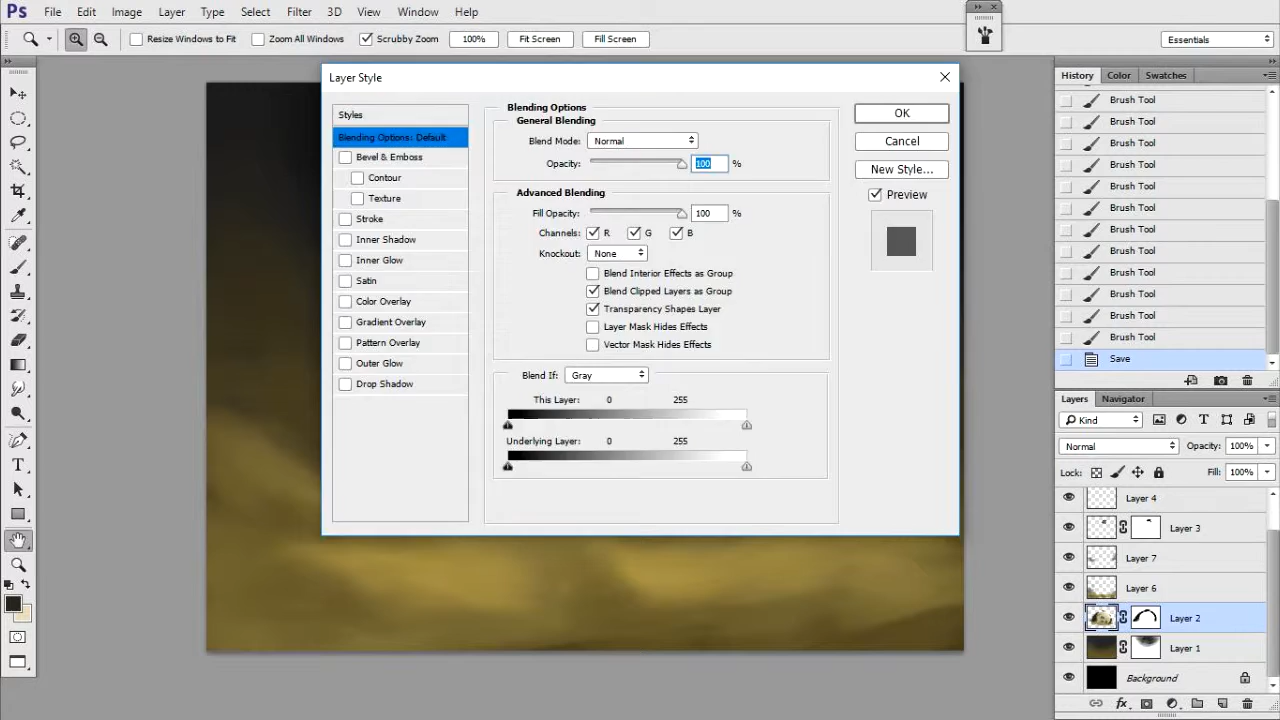 Ps File Edit Image Layer Type Select Filter 3D View Window Help
Resize Windows to Fit Zoom All Windows Scrubby Zoom 100% Fit Screen Fill Screen Essentials
Layer Style
Styles
Blending Options: Default
Bevel & Emboss
Contour
Texture
Stroke
Inner Shadow
Inner Glow
Satin
Color Overlay
Gradient Overlay
Pattern Overlay
Outer Glow
Drop Shadow
Blending Options
General Blending
Blend Mode: Normal
Opacity: 100 %
Advanced Blending
Fill Opacity: 100 %
Channels: R G B
Knockout: None
Blend Interior Effects as Group
Blend Clipped Layers as Group
Transparency Shapes Layer
Layer Mask Hides Effects
Vector Mask Hides Effects
Blend If: Gray
This Layer: 0 255
Underlying Layer: 0 255
OK
Cancel
New Style...
Preview
History Color Swatches
Brush Tool
Brush Tool
Brush Tool
Brush Tool
Brush Tool
Brush Tool
Brush Tool
Brush Tool
Brush Tool
Brush Tool
Brush Tool
Brush Tool
Save
Layers Navigator
Kind
Normal Opacity: 100%
Lock: Fill: 100%
Layer 4
Layer 3
Layer 7
Layer 6
Layer 2
Layer 1
Background